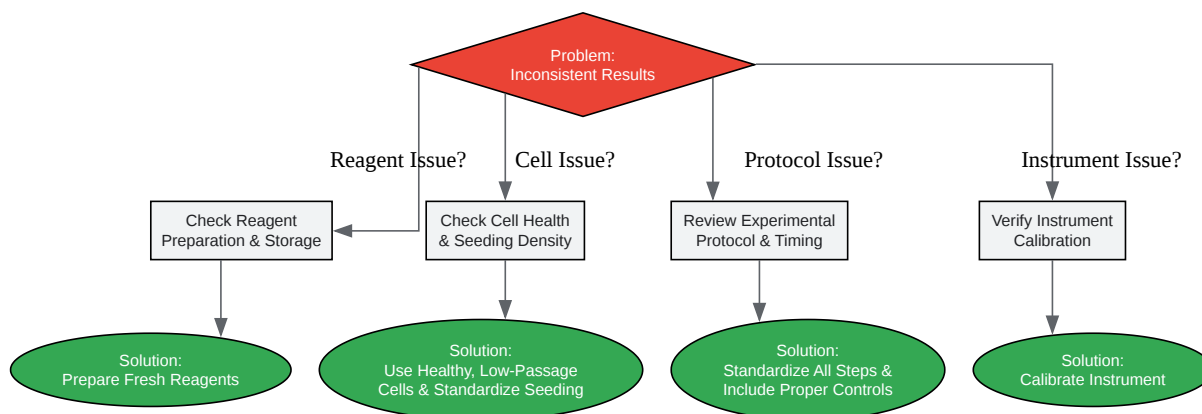 Problem:
Inconsistent Results
Reagent Issue?
Cell Issue?
Protocol Issue?
Instrument Issue?
Check Reagent
Preparation & Storage
Check Cell Health
& Seeding Density
Review Experimental
Protocol & Timing
Verify Instrument
Calibration
Solution:
Prepare Fresh Reagents
Solution:
Use Healthy, Low-Passage
Cells & Standardize Seeding
Solution:
Standardize All Steps &
Include Proper Controls
Solution:
Calibrate Instrument